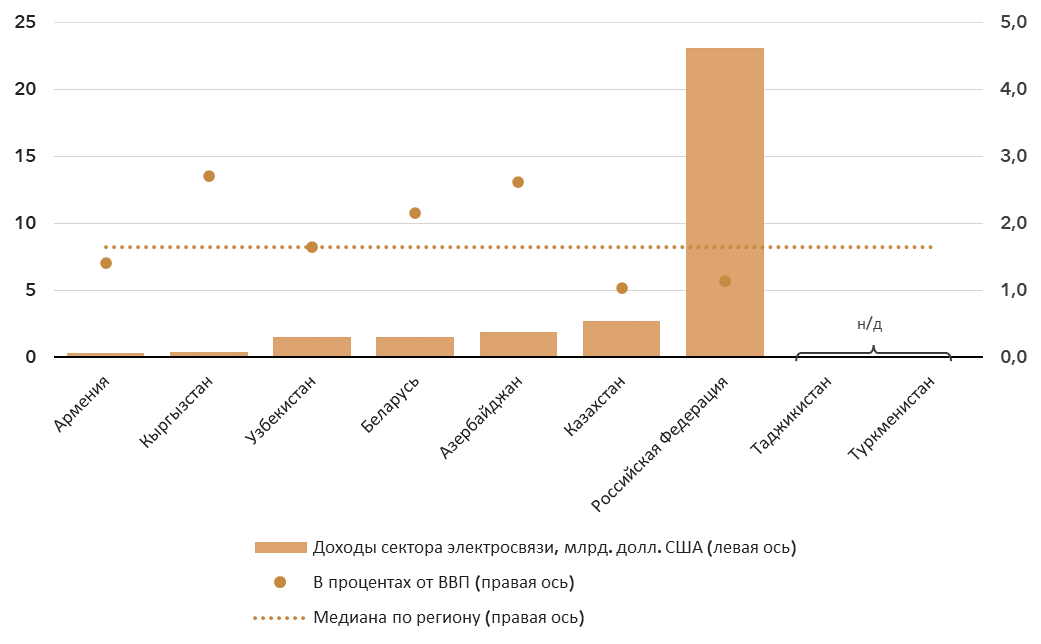 25
20
15
10
5
0
5,0
4,0
3,0
2,0
1,0
0,0
н/д
Армения
Кыргызстан
Узбекистан
Беларусь
Азербайджан
Казахстан
Российская Федерация
Таджикистан
Туркменистан
Доходы сектора электросвязи, млрд. долл. США (левая ось)
В процентах от ВВП (правая ось)
Медиана по региону (правая ось)